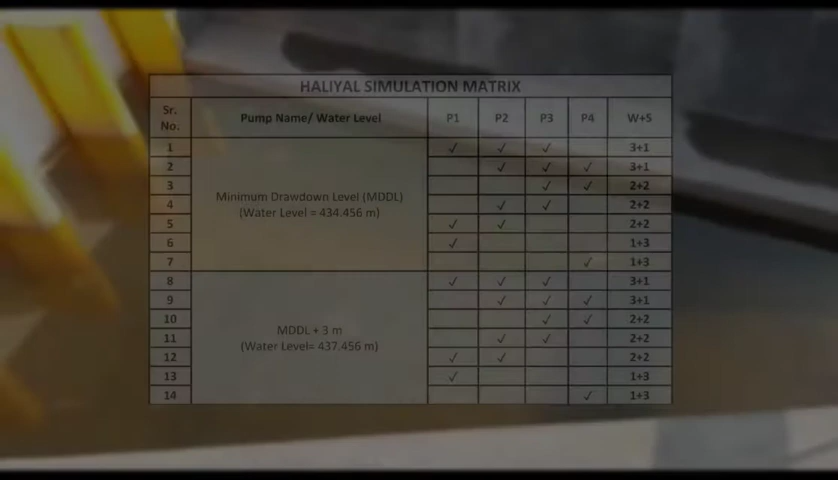 HALIYAL SIMULATION MATRIX
Sr. No. Pump Name/ Water Level P1 P2 P3 P4 W+S
Minimum Drawdown Level (MDDL)
(Water Level = 434.456 m)
1 ✓ ✓ ✓ 3+1
2 ✓ ✓ ✓ 3+1
3 ✓ ✓ 2+2
4 ✓ ✓ 2+2
5 ✓ ✓ 2+2
6 ✓ 1+3
7 ✓ 1+3
MDDL + 3 m
(Water Level= 437.456 m)
8 ✓ ✓ ✓ 3+1
9 ✓ ✓ ✓ 3+1
10 ✓ ✓ 2+2
11 ✓ ✓ 2+2
12 ✓ ✓ 2+2
13 ✓ 1+3
14 ✓ 1+3